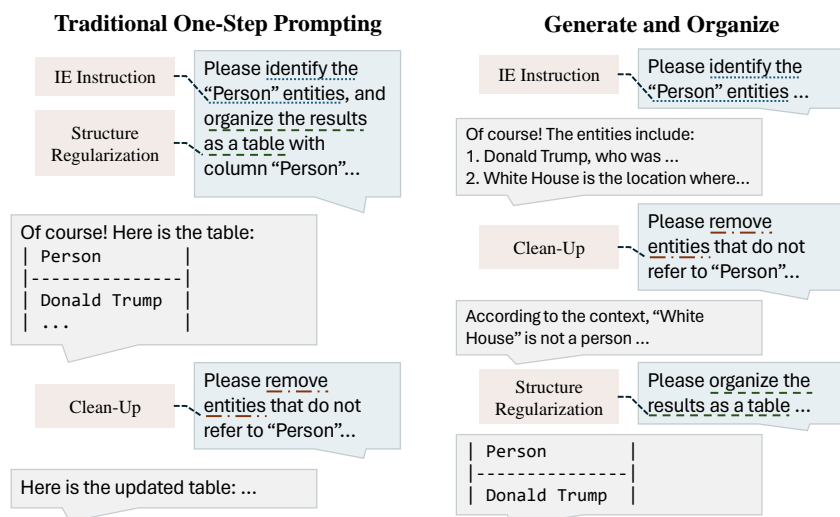 Traditional One-Step Prompting
IE Instruction
Structure
Regularization
Please identify the
“Person” entities, and
organize the results
as a table with
column “Person”...
Of course! Here is the table:
| Person |
|---------------|
| Donald Trump |
| ... |
Clean-Up
Please remove
entities that do not
refer to “Person”...
Here is the updated table: ...
Generate and Organize
IE Instruction
Please identify the
“Person” entities ...
Of course! The entities include:
1. Donald Trump, who was ...
2. White House is the location where...
Clean-Up
Please remove
entities that do not
refer to “Person”...
According to the context, “White
House” is not a person ...
Structure
Regularization
Please organize the
results as a table ...
| Person |
|---------------|
| Donald Trump |